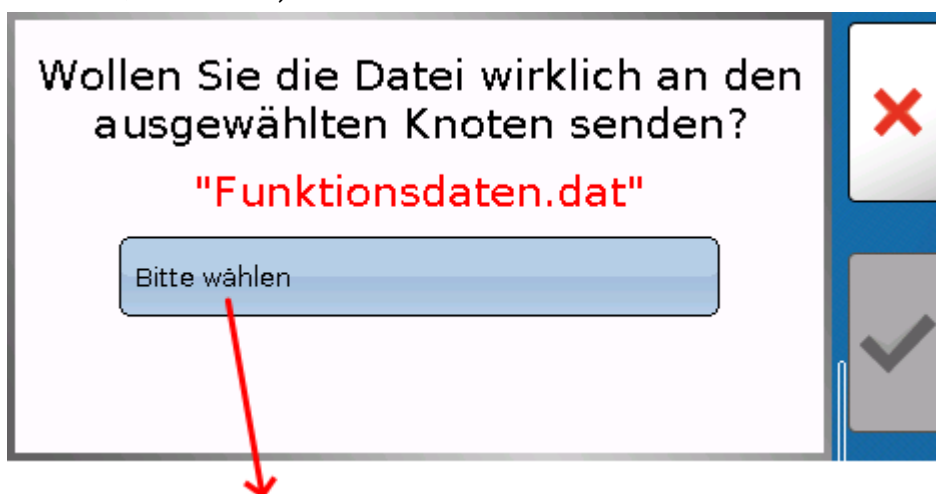 Wollen Sie die Datei wirklich an den
ausgewählten Knoten senden?
"Funktionsdaten.dat"
Bitte wählen